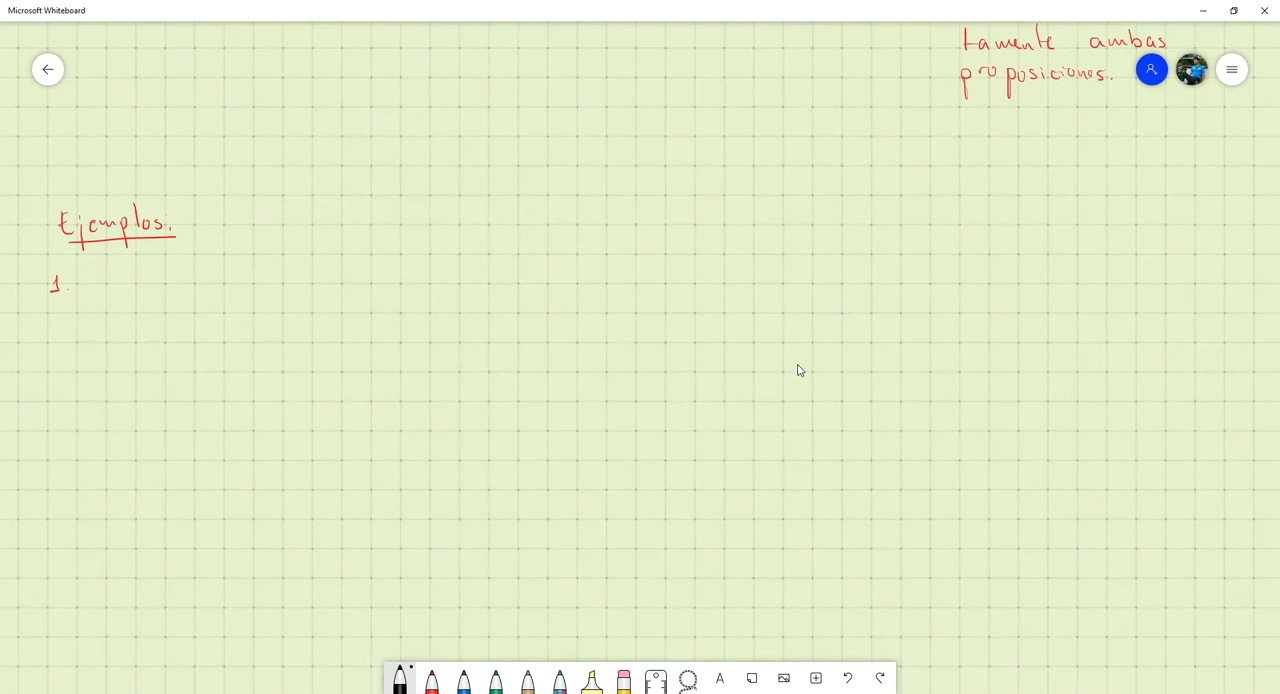 Microsoft Whiteboard
tamente ambas
proposiciones.
Ejemplos.
1.
A